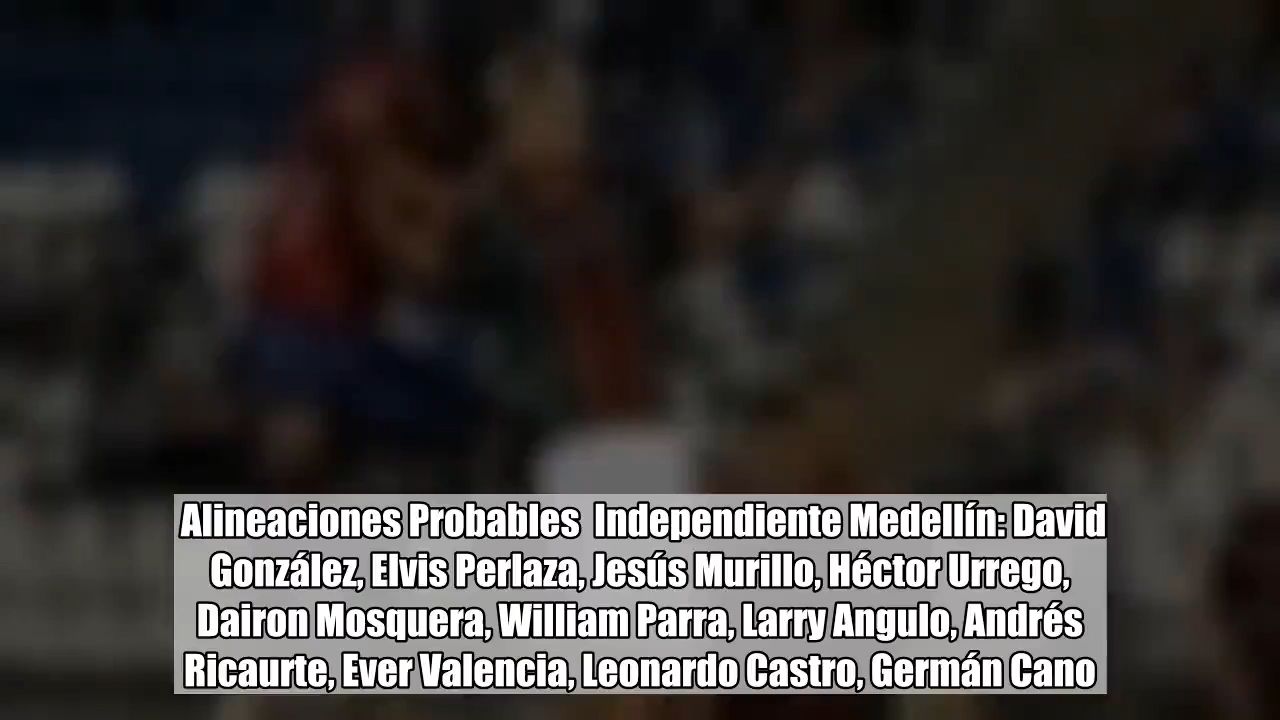 Alineaciones Probables  Independiente Medellín: David
González, Elvis Perlaza, Jesús Murillo, Héctor Urrego,
Dairon Mosquera, William Parra, Larry Angulo, Andrés
Ricaurte, Ever Valencia, Leonardo Castro, Germán Cano